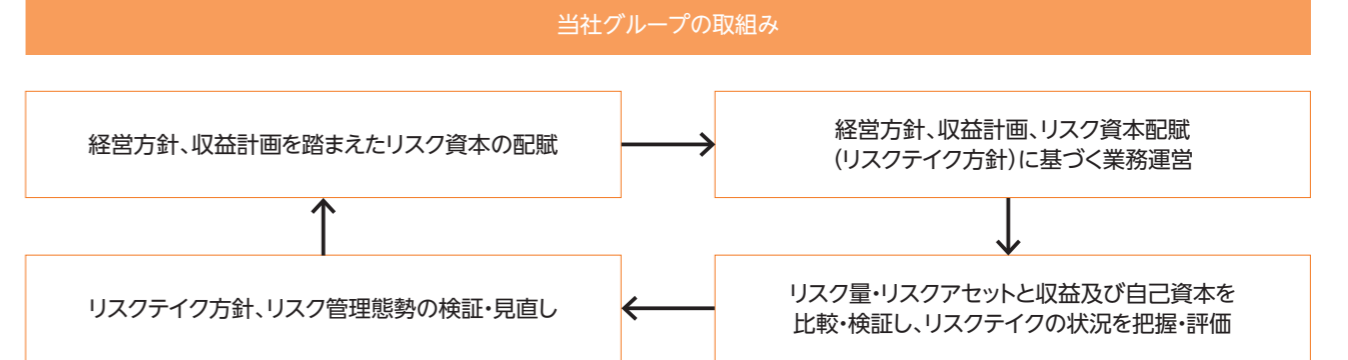 当社グループの取組み
経営方針、収益計画を踏まえたリスク資本の配賦
経営方針、収益計画、リスク資本配賦
(リスクテイク方針)に基づく業務運営
リスクテイク方針、リスク管理態勢の検証・見直し
リスク量・リスクアセットと収益及び自己資本を
比較・検証し、リスクテイクの状況を把握・評価